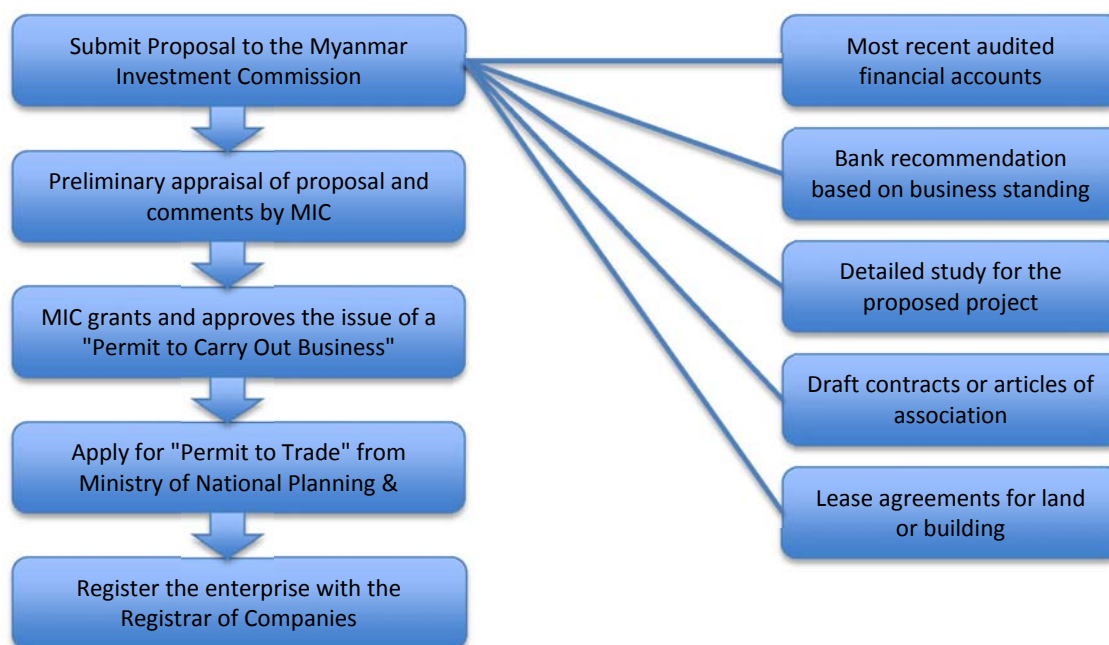 Submit Proposal to the Myanmar
Investment Commission
Preliminary appraisal of proposal and
comments by MIC
MIC grants and approves the issue of a
"Permit to Carry Out Business"
Apply for "Permit to Trade" from
Ministry of National Planning &
Register the enterprise with the
Registrar of Companies
Most recent audited
financial accounts
Bank recommendation
based on business standing
Detailed study for the
proposed project
Draft contracts or articles of
association
Lease agreements for land
or building